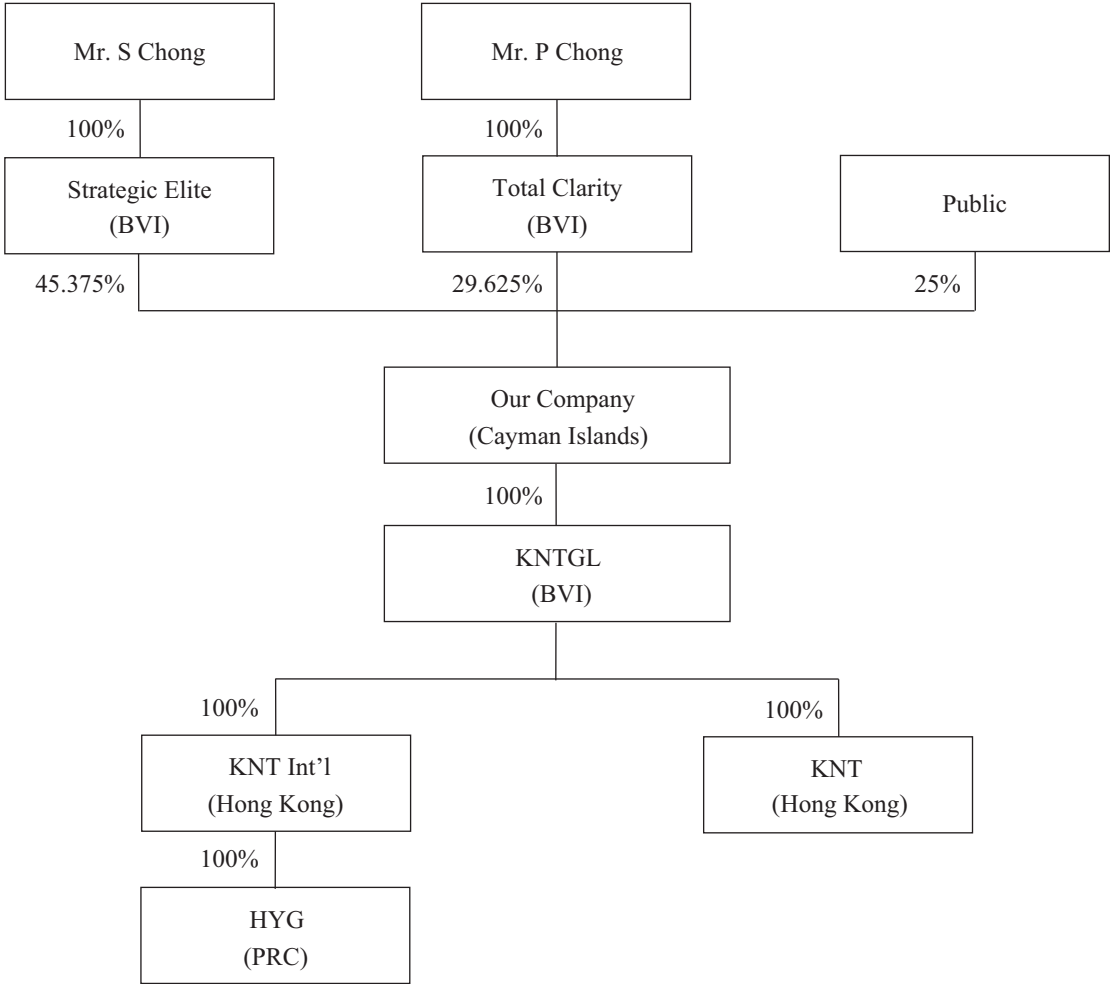 Mr. S Chong
Mr. P Chong
100%
100%
Strategic Elite
(BVI)
Total Clarity
(BVI)
Public
45.375%
29.625%
25%
Our Company
(Cayman Islands)
100%
KNTGL
(BVI)
100%
100%
KNT Int’l
(Hong Kong)
KNT
(Hong Kong)
100%
HYG
(PRC)